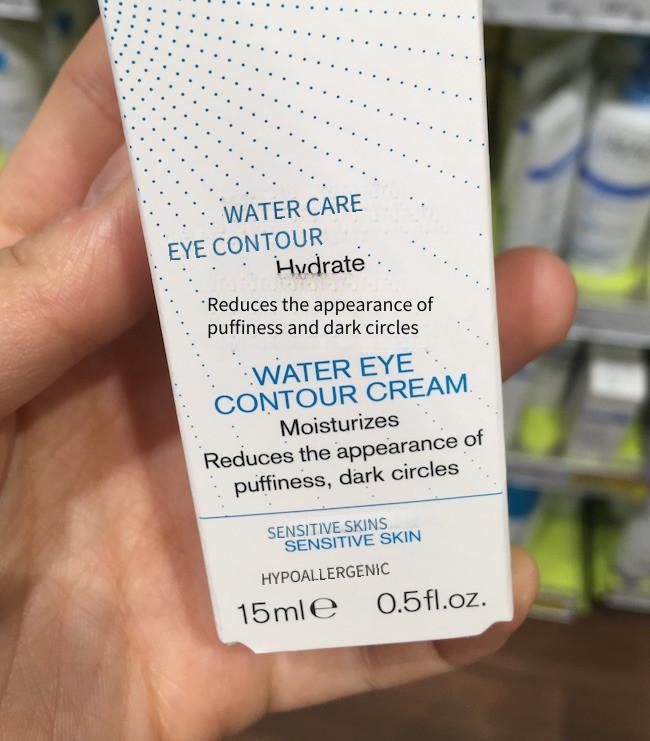 WATER CARE
EYE CONTOUR
Hydrate
Reduces the appearance of
puffiness and dark circles
WATER EYE
CONTOUR CREAM
Moisturizes
Reduces the appearance of
puffiness, dark circles
SENSITIVE SKINS
SENSITIVE SKIN
HYPOALLERGENIC
15ml℮ 0.5fl.oz.